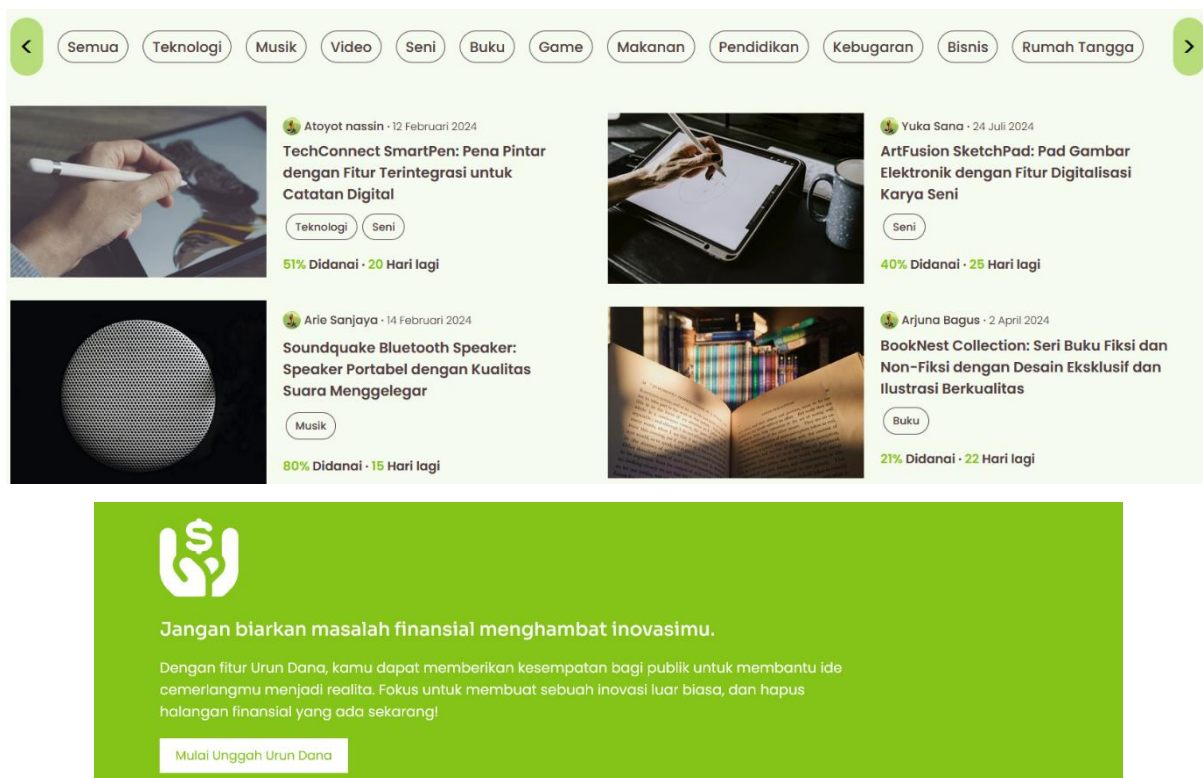 < Semua Teknologi Musik Video Seni Buku Game Makanan Pendidikan Kebugaran Bisnis Rumah Tangga >
Atoyot nassin · 12 Februari 2024
TechConnect SmartPen: Pena Pintar
dengan Fitur Terintegrasi untuk
Catatan Digital
Teknologi Seni
51% Didanai · 20 Hari lagi
Yuka Sana · 24 Juli 2024
ArtFusion SketchPad: Pad Gambar
Elektronik dengan Fitur Digitalisasi
Karya Seni
Seni
40% Didanai · 25 Hari lagi
Arie Sanjaya · 14 Februari 2024
Soundquake Bluetooth Speaker:
Speaker Portabel dengan Kualitas
Suara Menggelegar
Musik
80% Didanai · 15 Hari lagi
Arjuna Bagus · 2 April 2024
BookNest Collection: Seri Buku Fiksi dan
Non-Fiksi dengan Desain Eksklusif dan
Ilustrasi Berkualitas
Buku
21% Didanai · 22 Hari lagi
$
Jangan biarkan masalah finansial menghambat inovasimu.
Dengan fitur Urun Dana, kamu dapat memberikan kesempatan bagi publik untuk membantu ide
cemerlangmu menjadi realita. Fokus untuk membuat sebuah inovasi luar biasa, dan hapus
halangan finansial yang ada sekarang!
Mulai Unggah Urun Dana